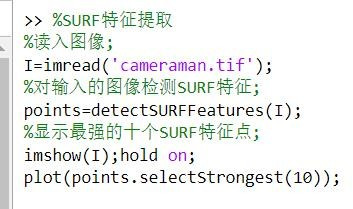 >> %SURF特征提取
%读入图像;
I=imread('cameraman.tif');
%对输入的图像检测SURF特征;
points=detectSURFFeatures(I);
%显示最强的十个SURF特征点;
imshow(I);hold on;
plot(points.selectStrongest(10));